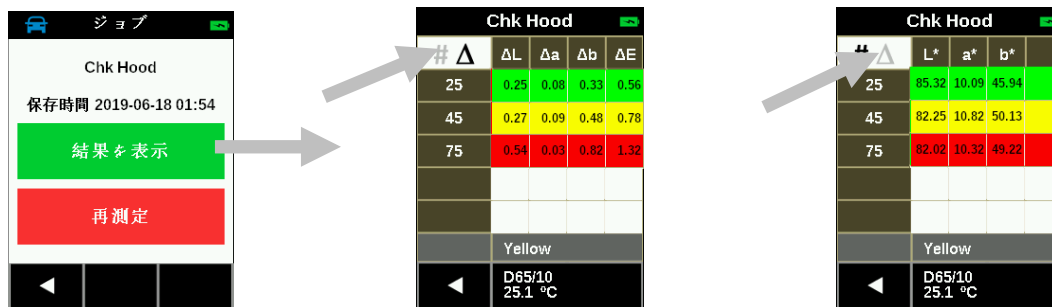 ジョブ
Chk Hood
保存時間 2019-06-18 01:54
結果を表示
再測定
Chk Hood
# Δ ΔL Δa Δb ΔE
25 0.25 0.08 0.33 0.56
45 0.27 0.09 0.48 0.78
75 0.54 0.03 0.82 1.32
Yellow
D65/10
25.1 ºC
Chk Hood
# Δ L* a* b*
25 85.32 10.09 45.94
45 82.25 10.82 50.13
75 82.02 10.32 49.22
Yellow
D65/10
25.1 ºC